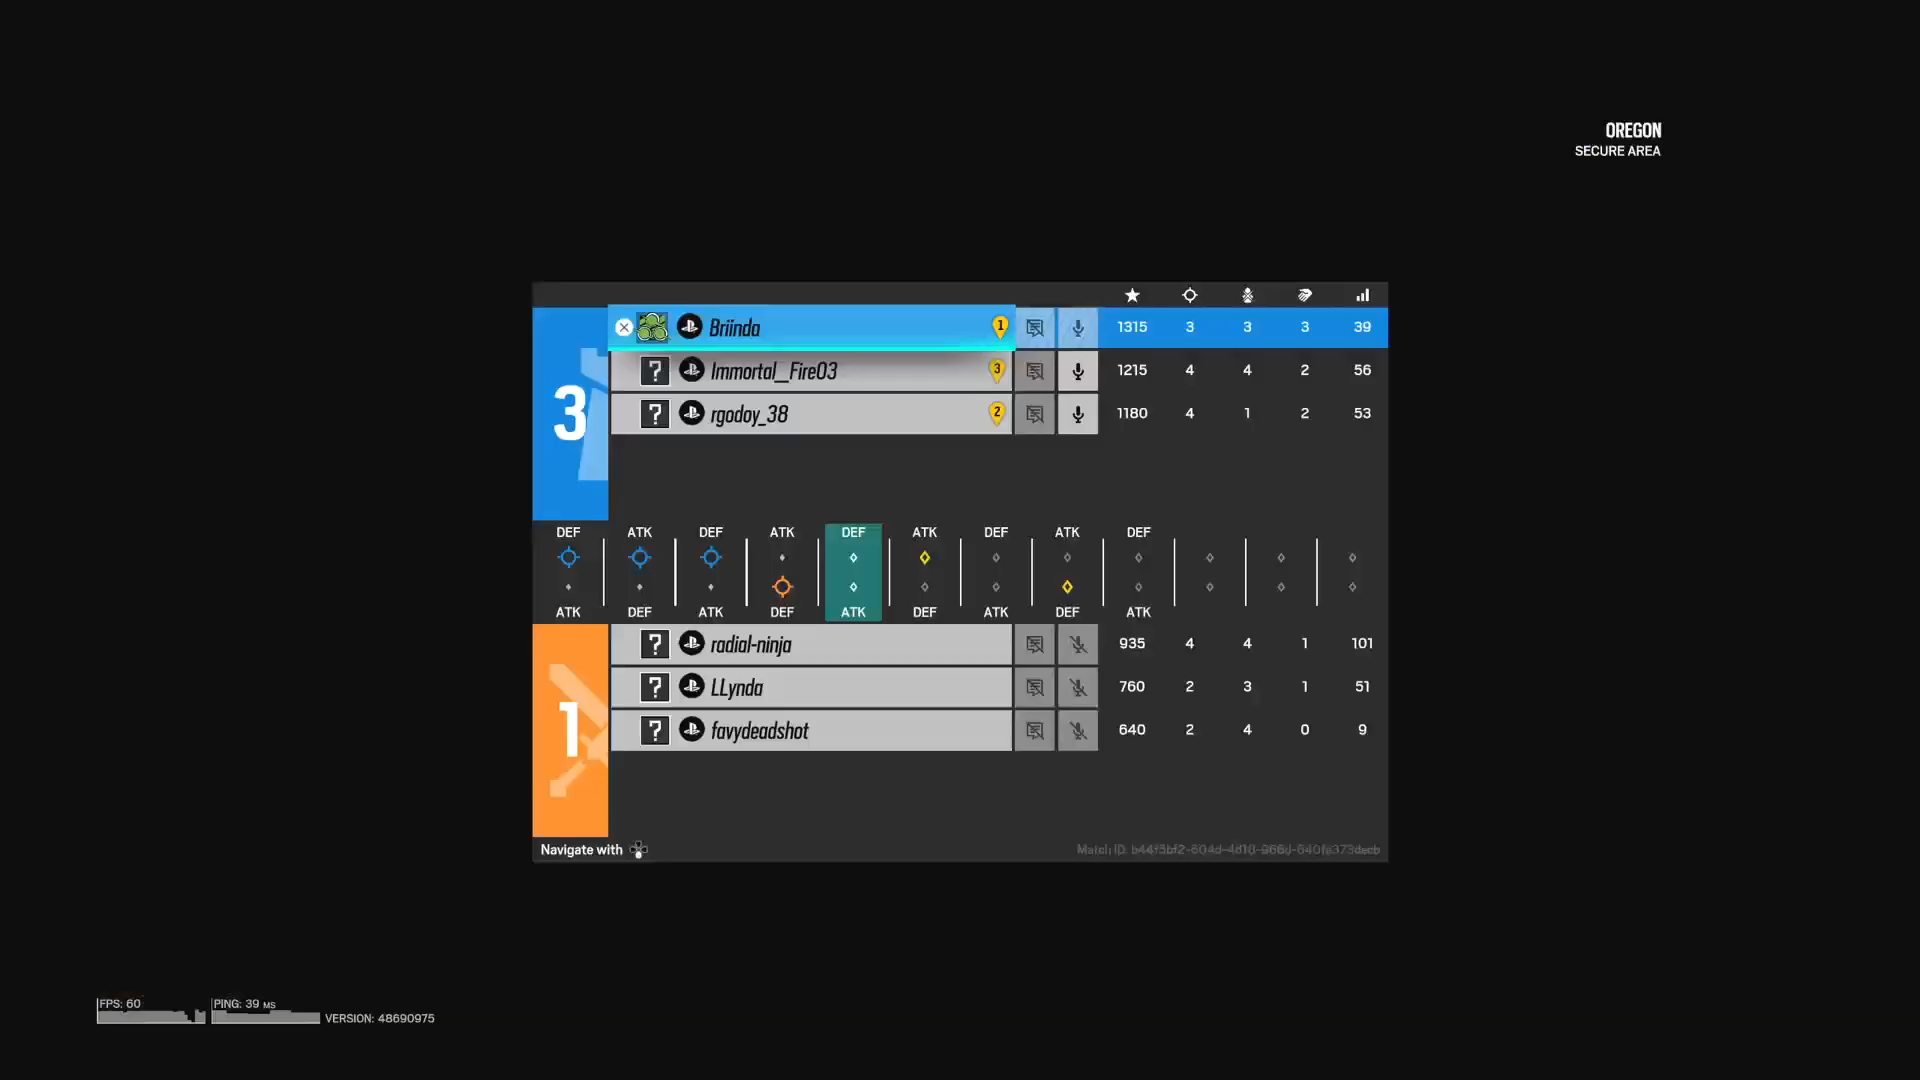 OREGON
SECURE AREA
Briinda 1 1315 3 3 3 39
3
? Immortal_Fire03 3 1215 4 4 2 56
? rgodoy_38 2 1180 4 1 2 53
DEF ATK DEF ATK DEF ATK DEF ATK DEF
ATK DEF ATK DEF ATK DEF ATK DEF ATK
? radial-ninja 935 4 4 1 101
? LLynda 760 2 3 1 51
1
? favydeadshot 640 2 4 0 9
Navigate with
Match ID:
FPS: 60
PING: 39 MS
VERSION: 48690975